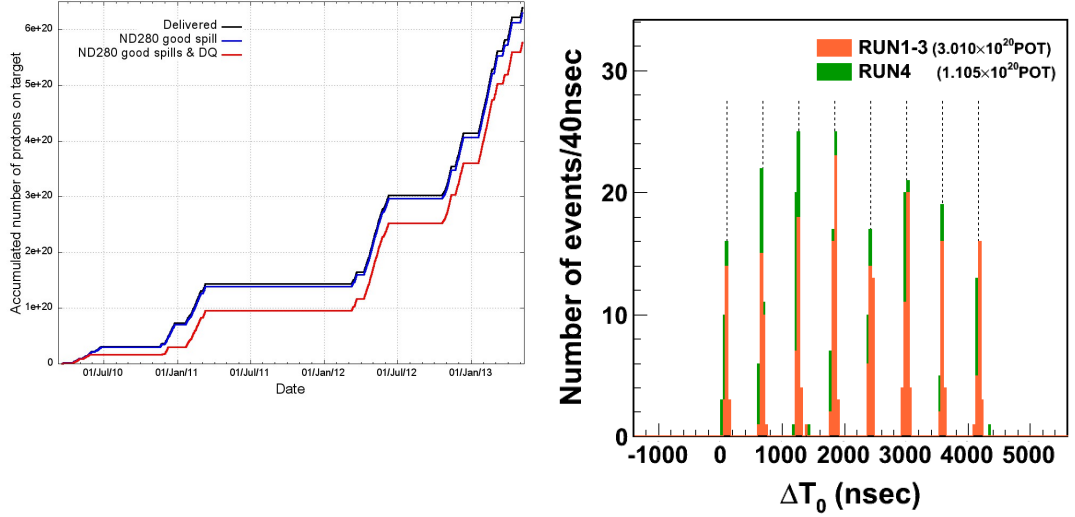 Delivered
ND280 good spill
ND280 good spills & DQ
Accumulated number of protons on target
6e+20
5e+20
4e+20
3e+20
2e+20
1e+20
0
01/Jul/10
01/Jan/11
01/Jul/11
01/Jan/12
01/Jul/12
01/Jan/13
Date
RUN1-3 (3.010×10²⁰POT)
RUN4 (1.105×10²⁰POT)
Number of events/40nsec
30
20
10
0
-1000
0
1000
2000
3000
4000
5000
ΔT₀ (nsec)